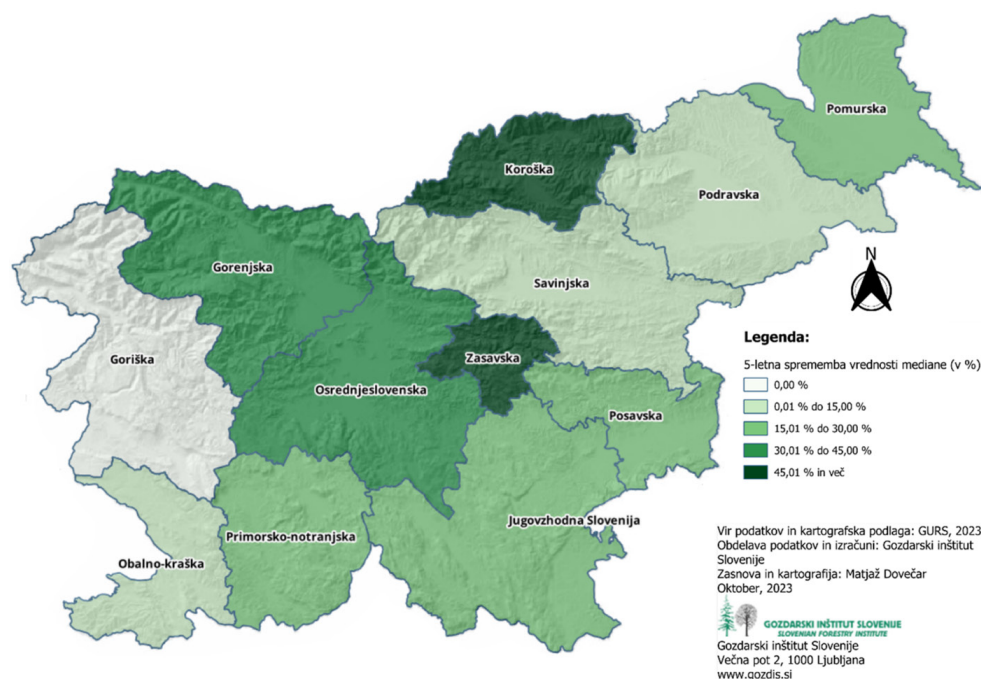 Pomurska
Koroška
Podravska
N
Gorenjska
Savinjska
Legenda:
5-letna sprememba vrednosti mediane (v %)
Goriška
Zasavska
0,00 %
Osrednjeslovenska
0,01 % do 15,00 %
Posavska
15,01 % do 30,00 %
30,01 % do 45,00 %
45,01 % in več
Jugovzhodna Slovenija
Primorsko-notranjska
Obalno-kraška
Vir podatkov in kartografska podlaga: GURS, 2023
Obdelava podatkov in izračuni: Gozdarski inštitut
Slovenije
Zasnova in kartografija: Matjaž Dovečar
Oktober, 2023
GOZDARSKI INŠTITUT SLOVENIJE
SLOVENIAN FORESTRY INSTITUTE
Gozdarski inštitut Slovenije
Večna pot 2, 1000 Ljubljana
www.gozdis.si